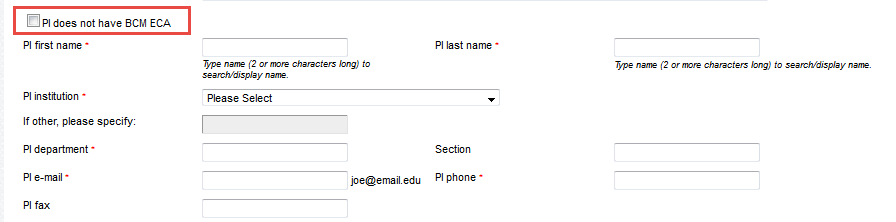 PI does not have BCM ECA
PI first name * PI last name *
Type name (2 or more characters long) to search/display name. Type name (2 or more characters long) to search/display name.
PI institution * Please Select
If other, please specify:
PI department * Section
PI e-mail * joe@email.edu PI phone *
PI fax